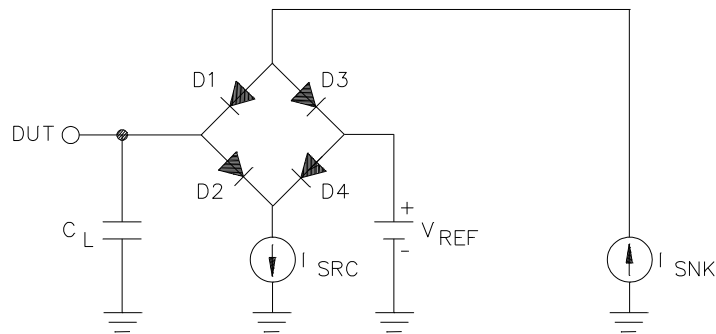 D1
D3
DUT
D2
D4
C L
I SRC
+
V REF
-
I SNK